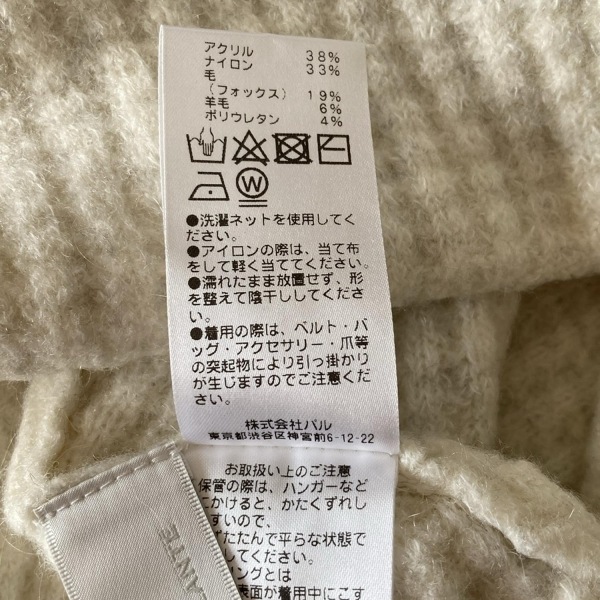 アクリル 38%
ナイロン 33%
毛
(フォックス) 19%
羊毛 6%
ポリウレタン 4%
W
●洗濯ネットを使用してく
ださい。
●アイロンの際は、当て布
をして軽く当ててください。
●濡れたまま放置せず、形
を整えて陰干ししてくださ
い。
●着用の際は、ベルト・バ
ッグ・アクセサリー・爪等
の突起物により引っ掛かり
が生じますのでご注意くだ
さい。
株式会社パル
東京都渋谷区神宮前6-12-22
お取扱い上のご注意
保管の際は、ハンガーなど
にかけると、かたくずれし
すいので、
ずたたんで平らな状態で
してください。
リングとは
表面が着用中にこす
ANTE